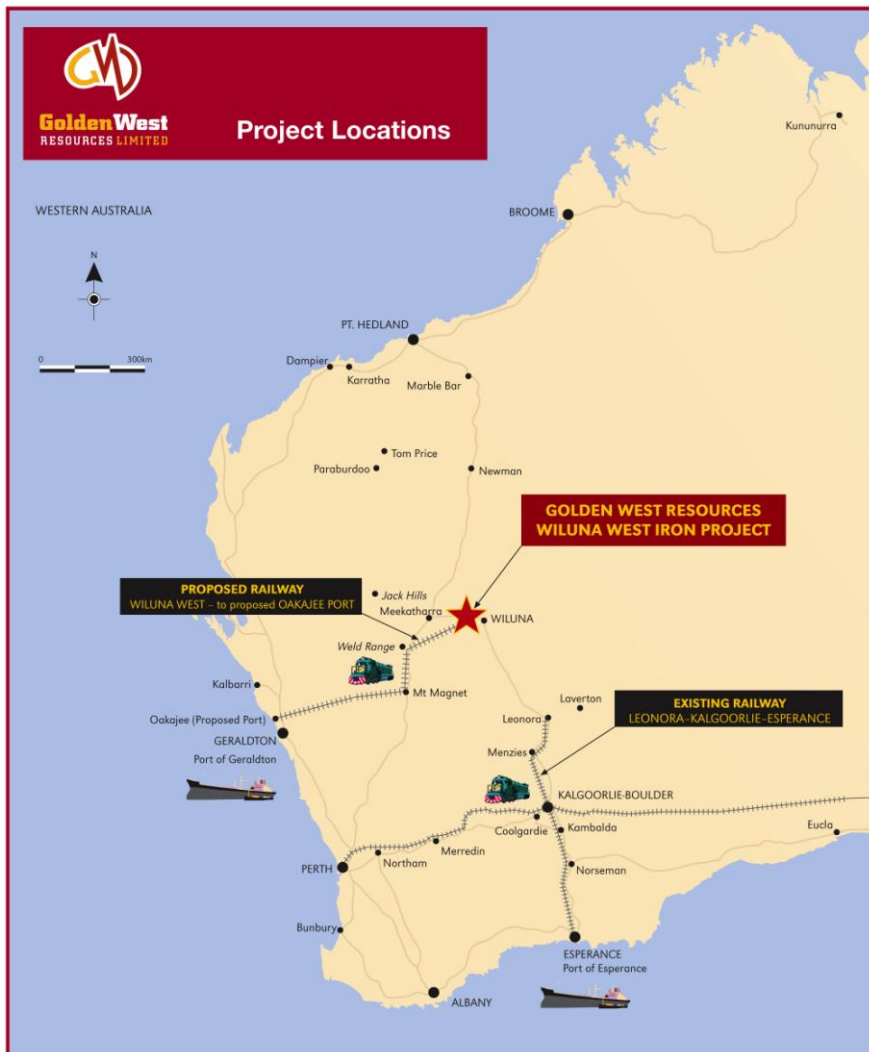 GoldenWest
RESOURCES LIMITED
Project Locations
Kununurra
WESTERN AUSTRALIA
BROOME
N
PT. HEDLAND
0 300km
Dampier
Karratha
Marble Bar
Tom Price
Paraburdoo
Newman
GOLDEN WEST RESOURCES
WILUNA WEST IRON PROJECT
PROPOSED RAILWAY
WILUNA WEST – to proposed OAKAJEE PORT
Jack Hills
Meekatharra
WILUNA
Weld Range
Kalbarri
Mt Magnet
Laverton
EXISTING RAILWAY
LEONORA–KALGOORLIE–ESPERANCE
Oakajee (Proposed Port)
Leonora
GERALDTON
Port of Geraldton
Menzies
KALGOORLIE-BOULDER
Coolgardie
Kambalda
Eucla
Merredin
Northam
PERTH
Norseman
Bunbury
ESPERANCE
Port of Esperance
ALBANY